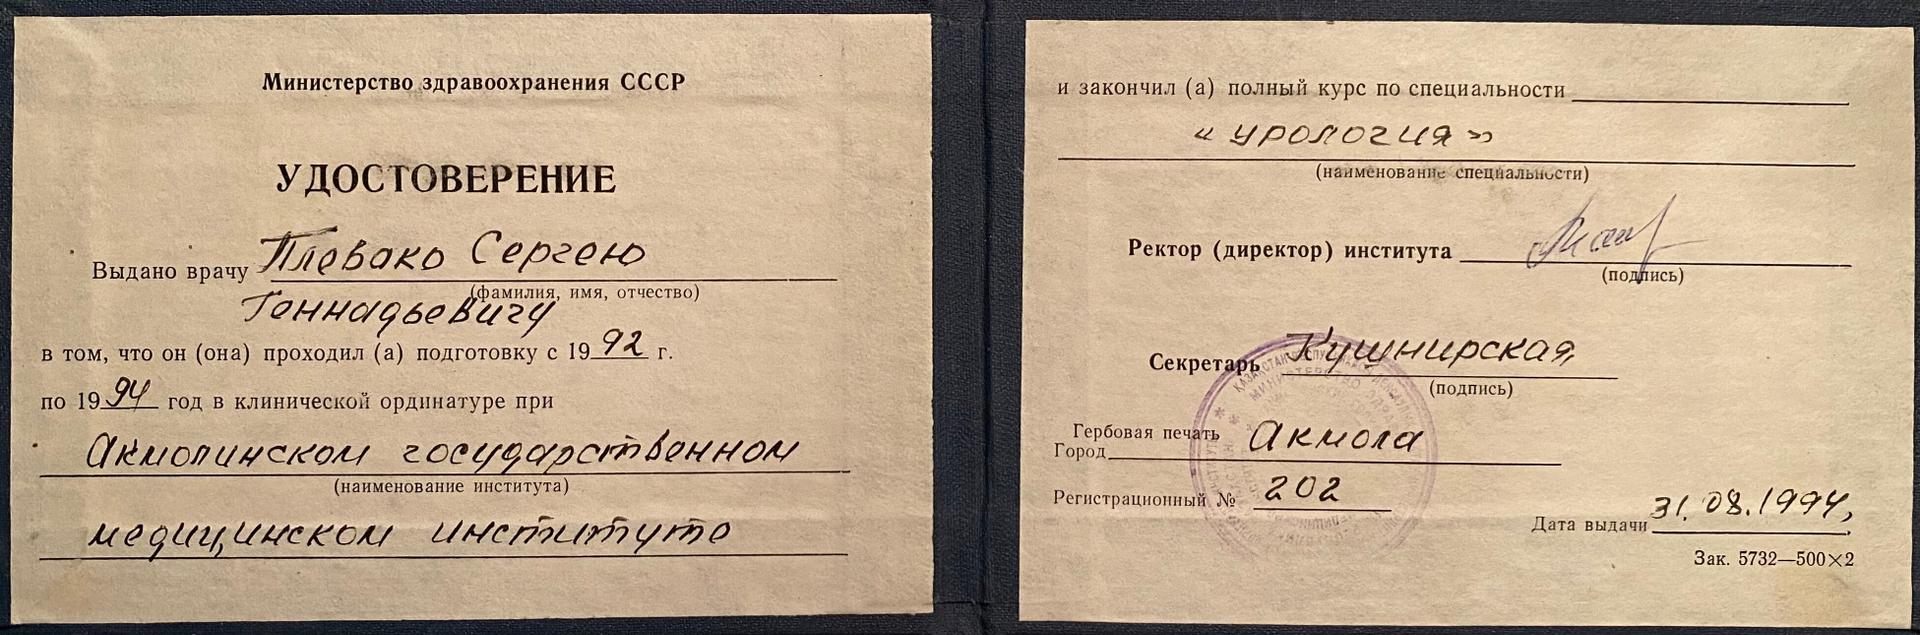 Министерство здравоохранения СССР
УДОСТОВЕРЕНИЕ
Выдано врачу Плевако Сергею
(фамилия, имя, отчество)
Геннадьевичу
в том, что он (она) проходил (а) подготовку с 1992 г.
по 1994 год в клинической ординатуре при
Акмолинском государственном
(наименование института)
медицинском институте
и закончил (а) полный курс по специальности
«урология»
(наименование специальности)
Ректор (директор) института
(подпись)
Секретарь Кушнирская
(подпись)
Гербовая печать
Город Акмола
Регистрационный № 202
Дата выдачи 31.08.1994,
Зак. 5732—500×2